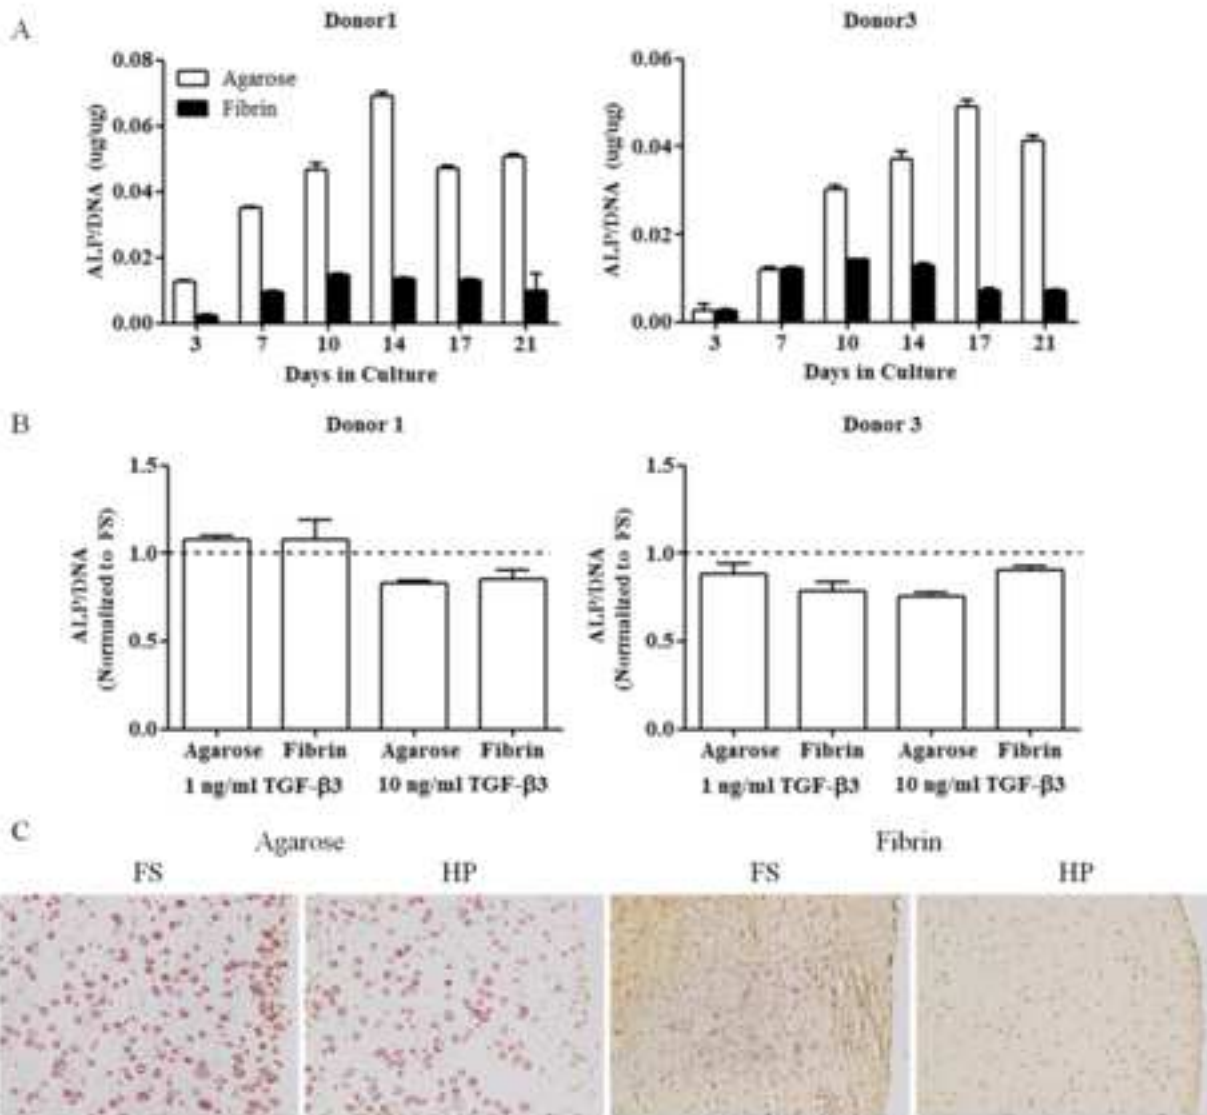 A
Donor1
Donor3
0.08
0.06
0.04
0.02
0.00
ALP/DNA (ug/ug)
Agarose
Fibrin
3 7 10 14 17 21
Days in Culture
0.06
0.04
0.02
0.00
ALP/DNA (ug/ug)
3 7 10 14 17 21
Days in Culture
B
Donor 1
Donor 3
1.5
1.0
0.5
0.0
ALP/DNA
(Normalized to FS)
Agarose Fibrin Agarose Fibrin
1 ng/ml TGF-β3 10 ng/ml TGF-β3
1.5
1.0
0.5
0.0
ALP/DNA
(Normalized to FS)
Agarose Fibrin Agarose Fibrin
1 ng/ml TGF-β3 10 ng/ml TGF-β3
C
Agarose
Fibrin
FS HP FS HP